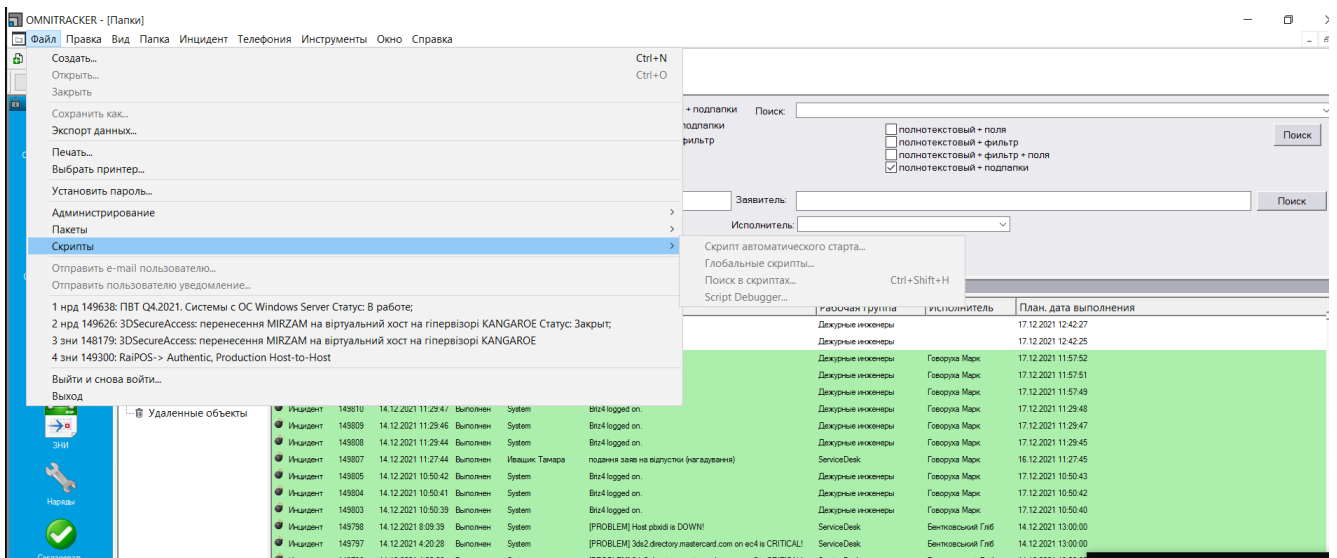 OMNITRACKER - [Папки]
Файл Правка Вид Папка Инцидент Телефония Инструменты Окно Справка
Создать... Ctrl+N
Открыть... Ctrl+O
Закрыть
Сохранить как...
Экспорт данных...
Печать...
Выбрать принтер...
Установить пароль...
Администрирование
Пакеты
Скрипты
Отправить e-mail пользователю...
Отправить пользователю уведомление...
1 нрд 149638: ПВТ Q4.2021. Системы с ОС Windows Server Статус: В работе;
2 нрд 149626: 3DSecureAccess: перенесення MIRZAM на віртуальний хост на гіпервізорі KANGAROE Статус: Закрыт;
3 зни 148179: 3DSecureAccess: перенесення MIRZAM на віртуальний хост на гіпервізорі KANGAROE
4 зни 149300: RaiPOS-> Authentic, Production Host-to-Host
Выйти и снова войти...
Выход
+ подпапки Поиск:
подпапки
фильтр
полнотекстовый + поля
полнотекстовый + фильтр
полнотекстовый + фильтр + поля
полнотекстовый + подпапки
Поиск
Заявитель: Поиск
Исполнитель:
Скрипт автоматического старта...
Глобальные скрипты...
Поиск в скриптах... Ctrl+Shift+H
Script Debugger...
Рабочая группа Исполнитель План. дата выполнения
Дежурные инженеры 17.12.2021 12:42:27
Дежурные инженеры 17.12.2021 12:42:25
Дежурные инженеры Говоруха Марк 17.12.2021 11:57:52
Дежурные инженеры Говоруха Марк 17.12.2021 11:57:51
Дежурные инженеры Говоруха Марк 17.12.2021 11:57:49
Инцидент 149810 14.12.2021 11:29:47 Выполнен System Briz4 logged on. Дежурные инженеры Говоруха Марк 17.12.2021 11:29:48
Инцидент 149809 14.12.2021 11:29:46 Выполнен System Briz4 logged on. Дежурные инженеры Говоруха Марк 17.12.2021 11:29:47
Инцидент 149808 14.12.2021 11:29:44 Выполнен System Briz4 logged on. Дежурные инженеры Говоруха Марк 17.12.2021 11:29:45
Инцидент 149807 14.12.2021 11:27:44 Выполнен Иващик Тамара подання заяв на відпустки (нагадування) ServiceDesk Говоруха Марк 16.12.2021 11:27:45
Инцидент 149805 14.12.2021 10:50:42 Выполнен System Briz4 logged on. Дежурные инженеры Говоруха Марк 17.12.2021 10:50:43
Инцидент 149804 14.12.2021 10:50:41 Выполнен System Briz4 logged on. Дежурные инженеры Говоруха Марк 17.12.2021 10:50:42
Инцидент 149803 14.12.2021 10:50:39 Выполнен System Briz4 logged on. Дежурные инженеры Говоруха Марк 17.12.2021 10:50:40
Инцидент 149798 14.12.2021 8:09:39 Выполнен System [PROBLEM] Host pbxidi is DOWN! ServiceDesk Бентковський Гліб 14.12.2021 13:00:00
Инцидент 149797 14.12.2021 4:20:28 Выполнен System [PROBLEM] 3ds2.directory.mastercard.com on ec4 is CRITICAL! ServiceDesk Бентковський Гліб 14.12.2021 13:00:00
Удаленные объекты
ЗНИ
Наряды